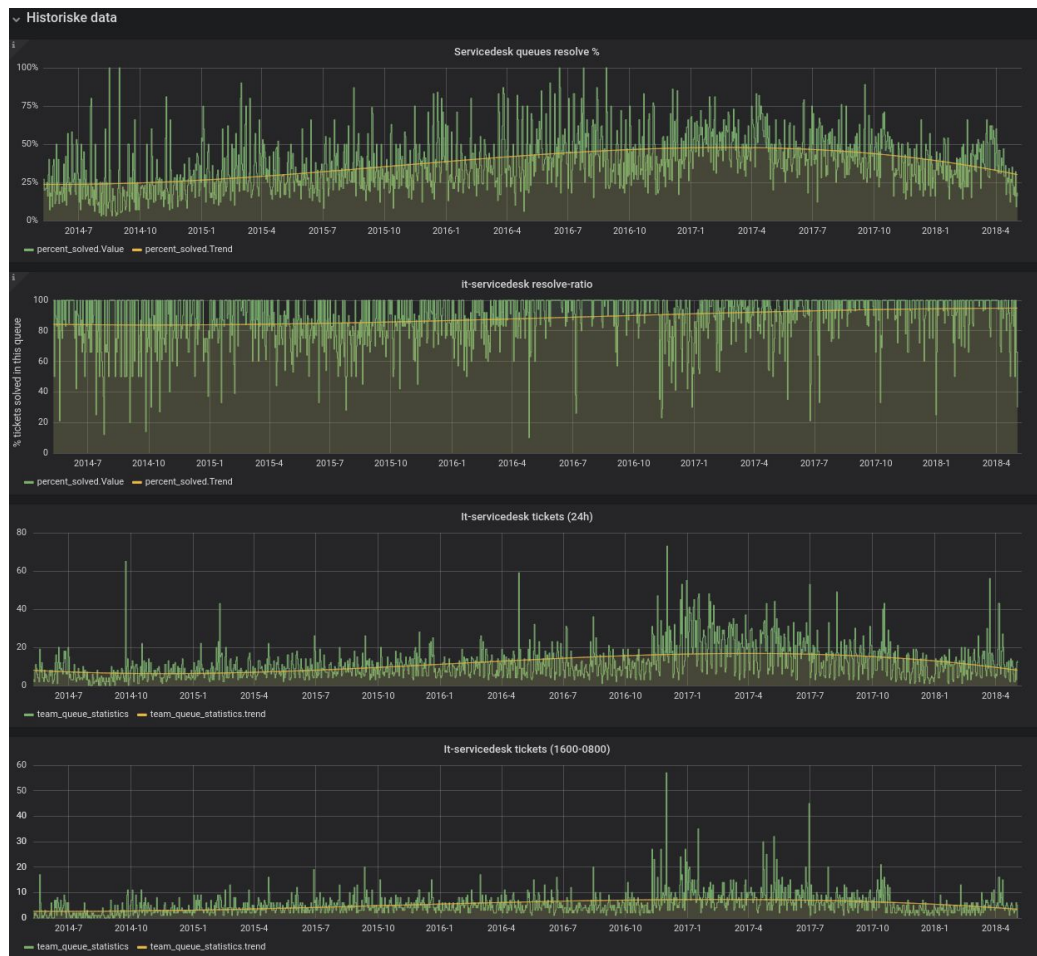 Historiske data
i
Servicedesk queues resolve %
100%
75%
50%
25%
0%
2014-7 2014-10 2015-1 2015-4 2015-7 2015-10 2016-1 2016-4 2016-7 2016-10 2017-1 2017-4 2017-7 2017-10 2018-1 2018-4
percent_solved.Value percent_solved.Trend
i
it-servicedesk resolve-ratio
% tickets solved in this queue
100
80
60
40
20
0
2014-7 2014-10 2015-1 2015-4 2015-7 2015-10 2016-1 2016-4 2016-7 2016-10 2017-1 2017-4 2017-7 2017-10 2018-1 2018-4
percent_solved.Value percent_solved.Trend
It-servicedesk tickets (24h)
80
60
40
20
0
2014-7 2014-10 2015-1 2015-4 2015-7 2015-10 2016-1 2016-4 2016-7 2016-10 2017-1 2017-4 2017-7 2017-10 2018-1 2018-4
team_queue_statistics team_queue_statistics.trend
It-servicedesk tickets (1600-0800)
60
50
40
30
20
10
0
2014-7 2014-10 2015-1 2015-4 2015-7 2015-10 2016-1 2016-4 2016-7 2016-10 2017-1 2017-4 2017-7 2017-10 2018-1 2018-4
team_queue_statistics team_queue_statistics.trend